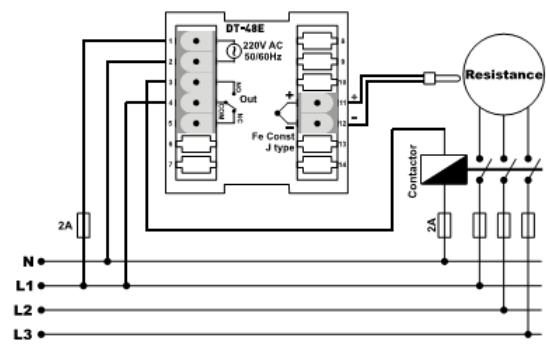 DT-48E
1
2
3
4
5
6
7
220V AC
50/60Hz
NO
Out
COM
NC
8
9
10
11
12
13
14
+
−
Fe Const
J type
+
-
Resistance
Contactor
2A
2A
N
L1
L2
L3